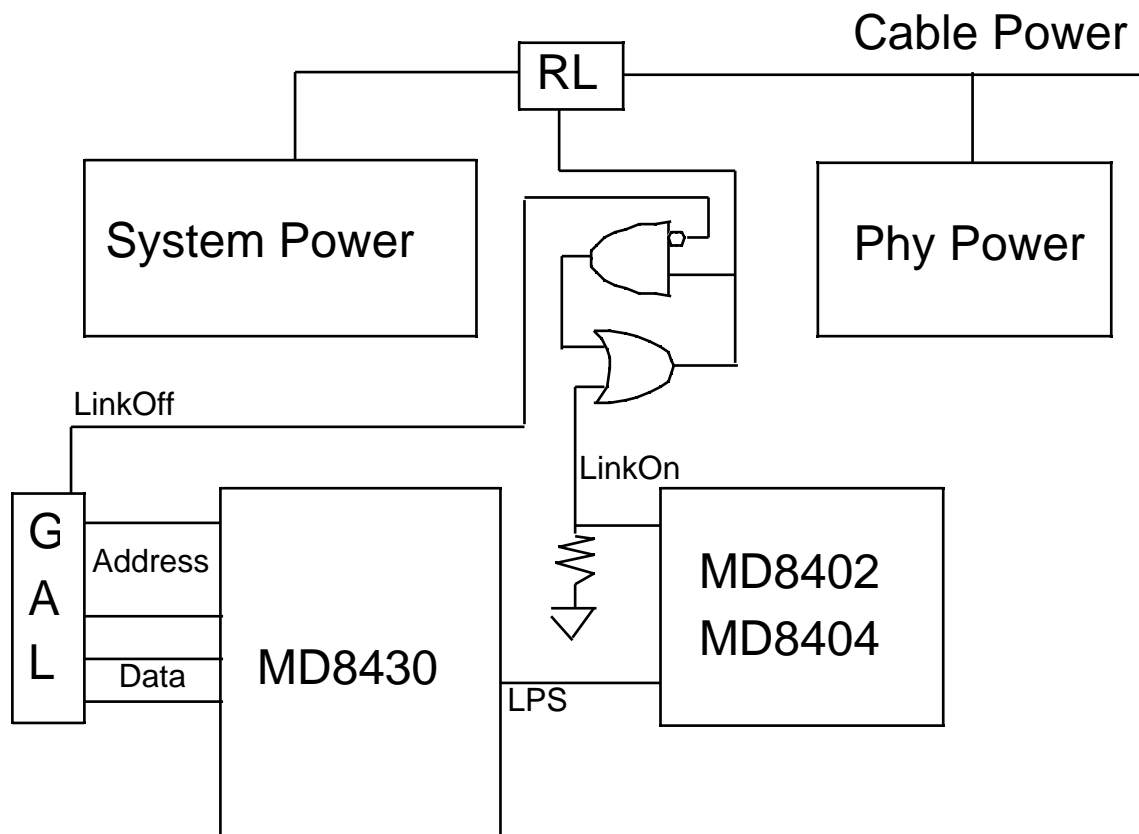 Cable Power
RL
System Power
Phy Power
LinkOff
LinkOn
G
A
L
Address
Data
MD8430
LPS
MD8402
MD8404